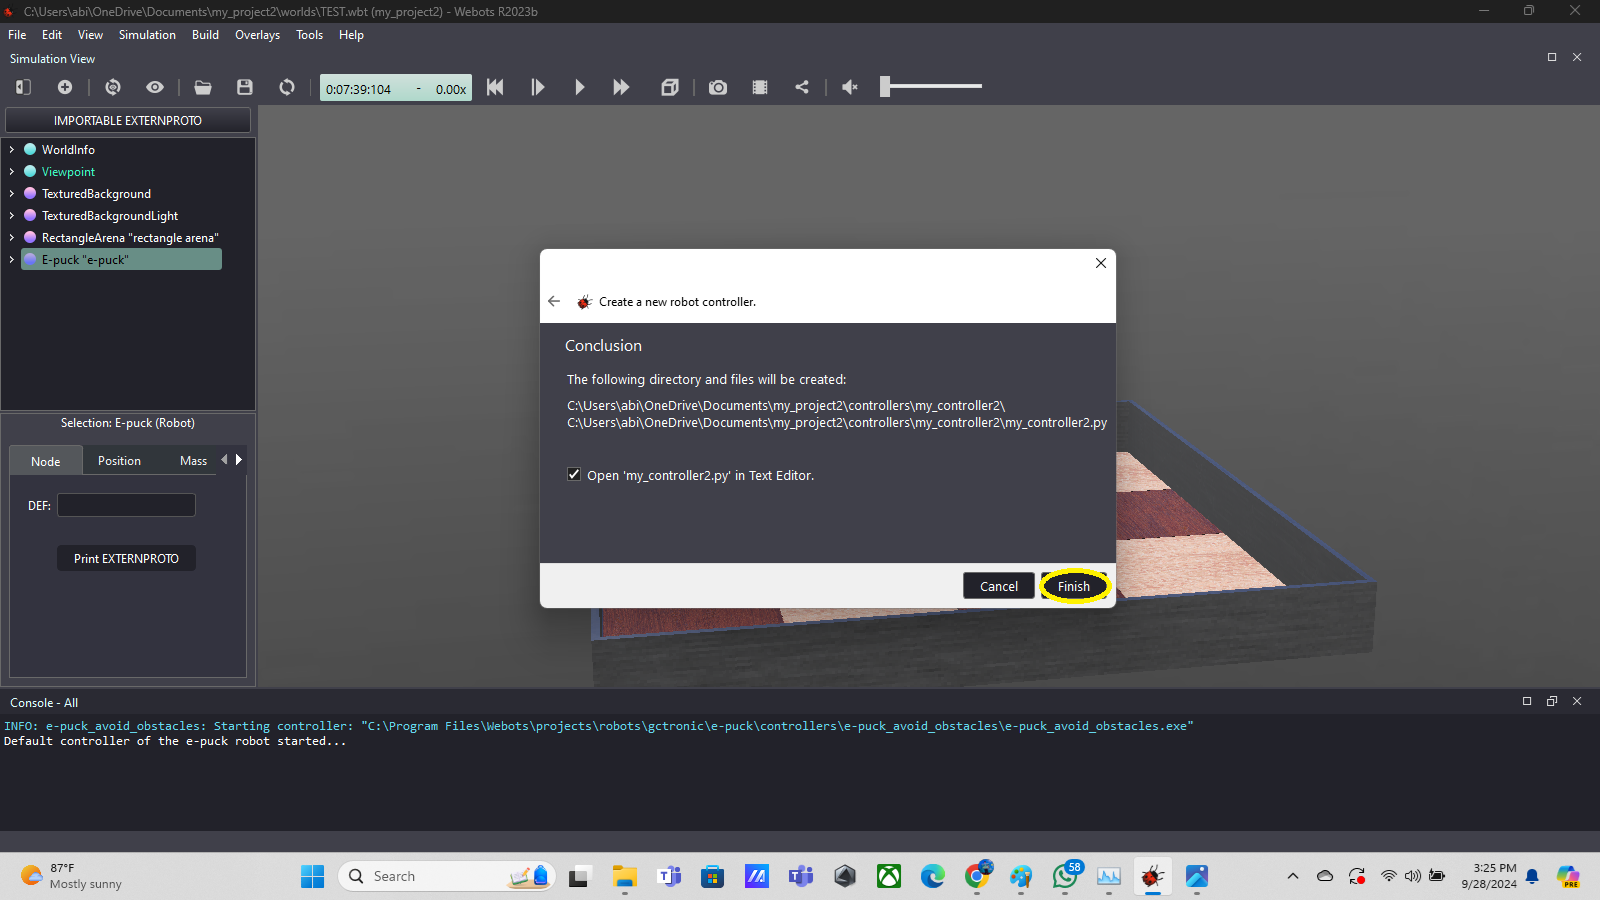 C:\Users\abi\OneDrive\Documents\my_project2\worlds\TEST.wbt (my_project2) - Webots R2023b
File Edit View Simulation Build Overlays Tools Help
Simulation View
0:07:39:104 - 0.00x
IMPORTABLE EXTERNPROTO
WorldInfo
Viewpoint
TexturedBackground
TexturedBackgroundLight
RectangleArena "rectangle arena"
E-puck "e-puck"
Selection: E-puck (Robot)
Node Position Mass
DEF:
Print EXTERNPROTO
Create a new robot controller.
Conclusion
The following directory and files will be created:
C:\Users\abi\OneDrive\Documents\my_project2\controllers\my_controller2\
C:\Users\abi\OneDrive\Documents\my_project2\controllers\my_controller2\my_controller2.py
Open 'my_controller2.py' in Text Editor.
Cancel Finish
Console - All
INFO: e-puck_avoid_obstacles: Starting controller: "C:\Program Files\Webots\projects\robots\gctronic\e-puck\controllers\e-puck_avoid_obstacles\e-puck_avoid_obstacles.exe"
Default controller of the e-puck robot started...
87°F
Mostly sunny
Search
58
3:25 PM
9/28/2024
PRE